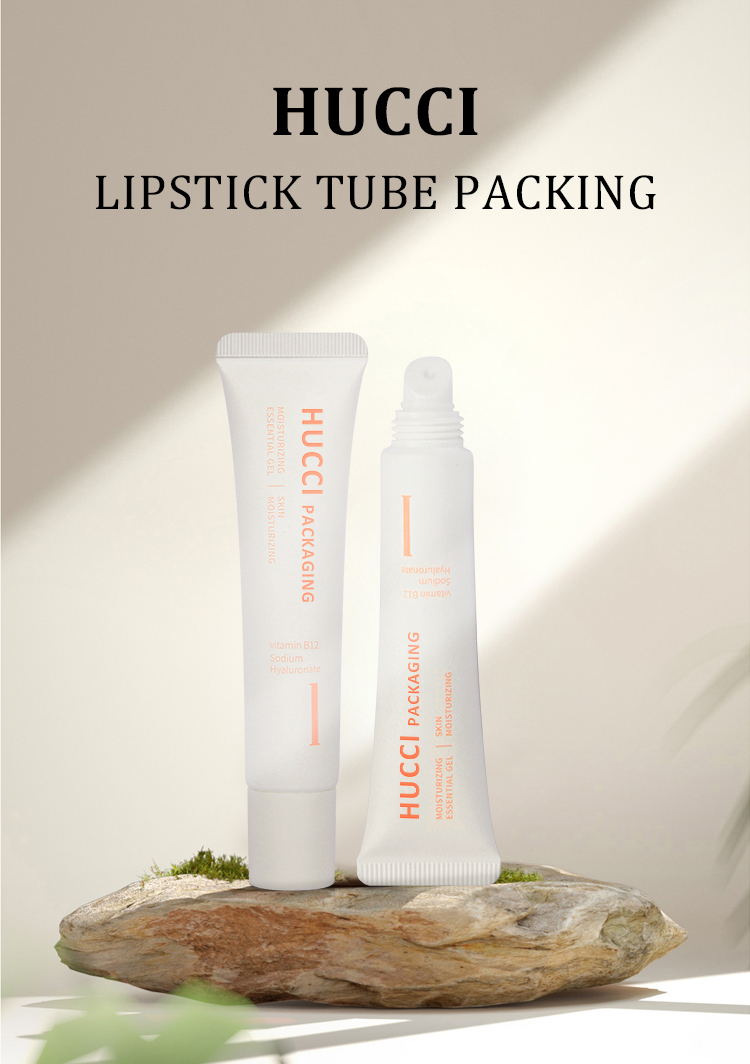 HUCCI
LIPSTICK TUBE PACKING
HUCCI PACKAGING
MOISTURIZING | SKIN
ESSENTIAL GEL | MOISTURIZING
vitamin B12
Sodium
Hyaluronate
vitamin B12
Sodium
Hyaluronate
HUCCI PACKAGING
MOISTURIZING | SKIN
ESSENTIAL GEL | MOISTURIZING